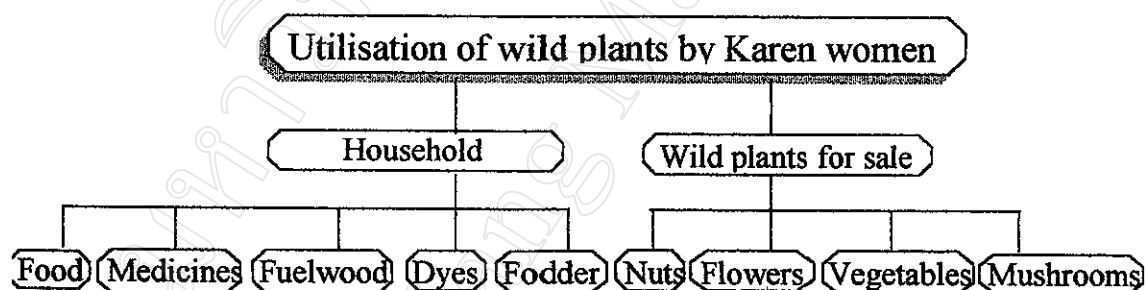 Utilisation of wild plants by Karen women
Household
Wild plants for sale
Food Medicines Fuelwood Dyes Fodder Nuts Flowers Vegetables Mushrooms